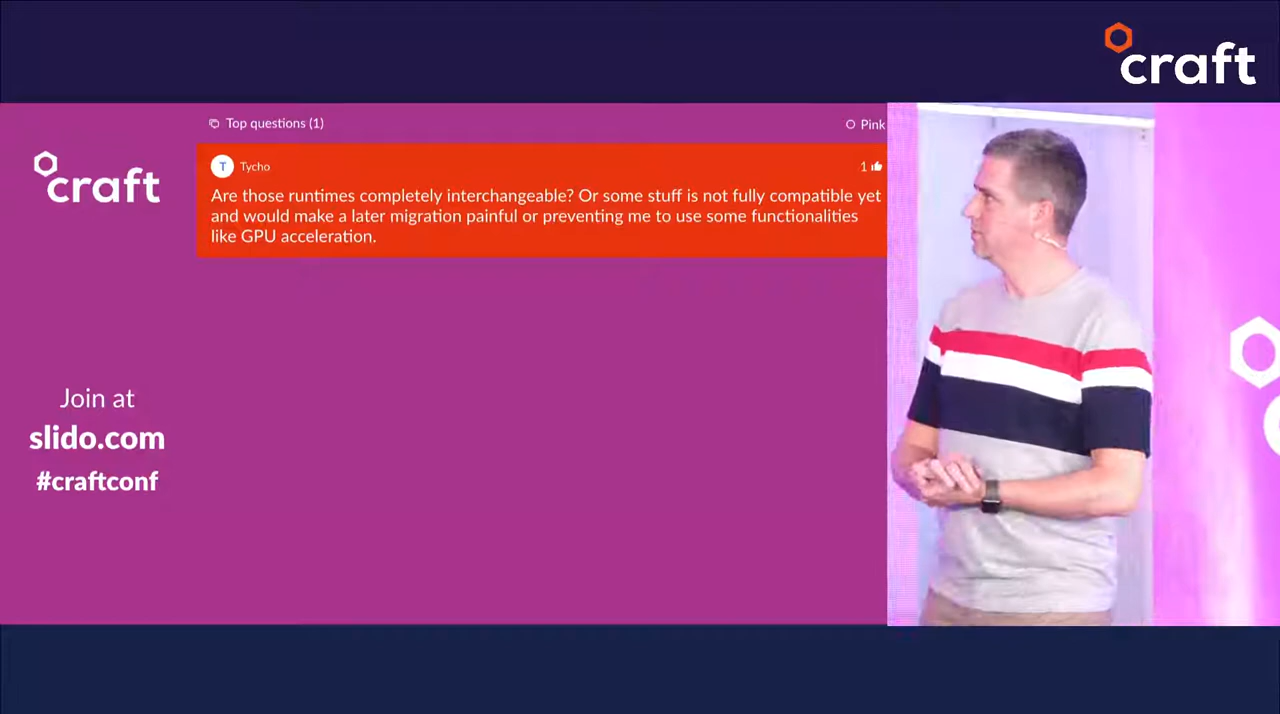 craft
Top questions (1)
Pink
craft
T
Tycho
1
Are those runtimes completely interchangeable? Or some stuff is not fully compatible yet
and would make a later migration painful or preventing me to use some functionalities
like GPU acceleration.
Join at
slido.com
#craftconf